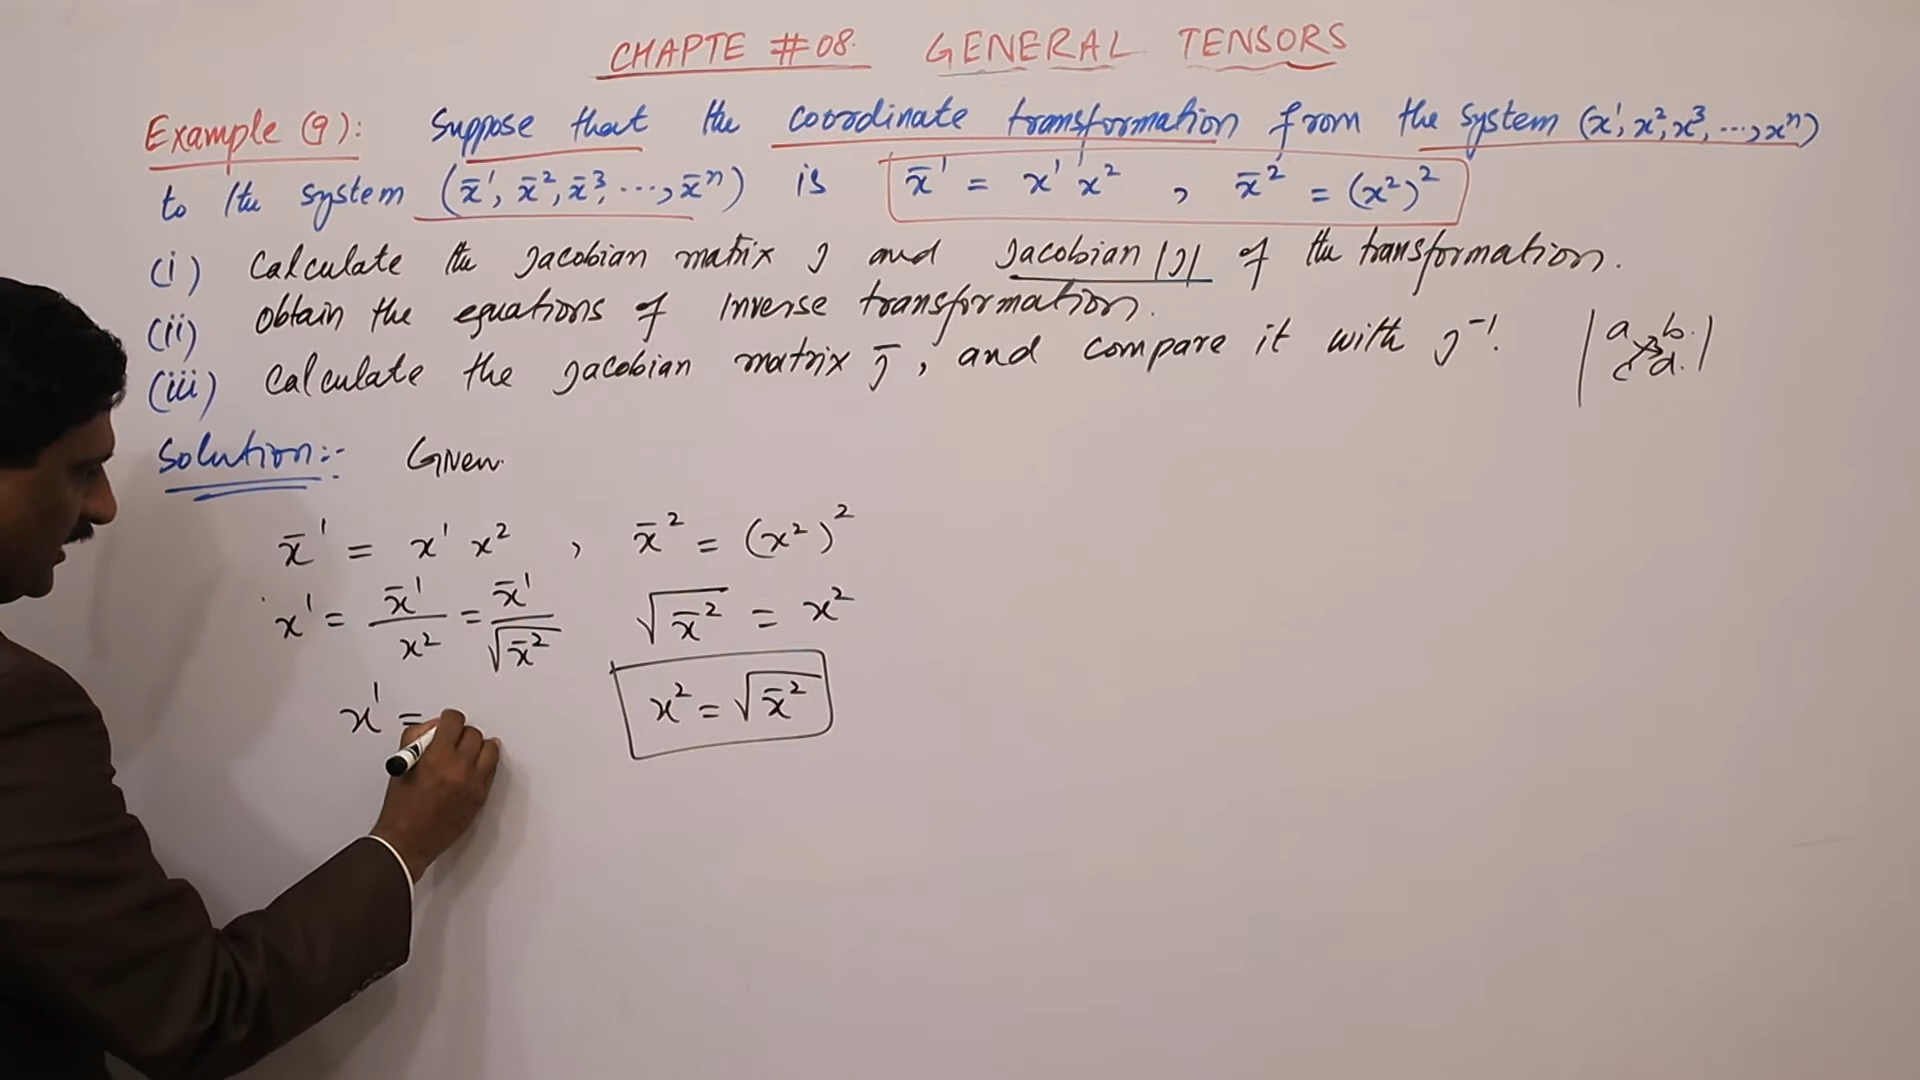 CHAPTE #08. GENERAL TENSORS
Example (9): Suppose that the coordinate transformation from the system (x¹, x², x³, ..., xⁿ)
to the system (x̄¹, x̄², x̄³, ..., x̄ⁿ) is x̄¹ = x¹ x² , x̄² = (x²)²
(i) Calculate the Jacobian matrix J and Jacobian |J| of the transformation.
(ii) obtain the equations of inverse transformation.
(iii) Calculate the Jacobian matrix J̄, and compare it with J⁻¹.
|a b|
|c d|
Solution:- Given
x̄¹ = x¹ x² , x̄² = (x²)²
x¹ = x̄¹/x² = x̄¹/√x̄² √x̄² = x²
x¹ = x² = √x̄²